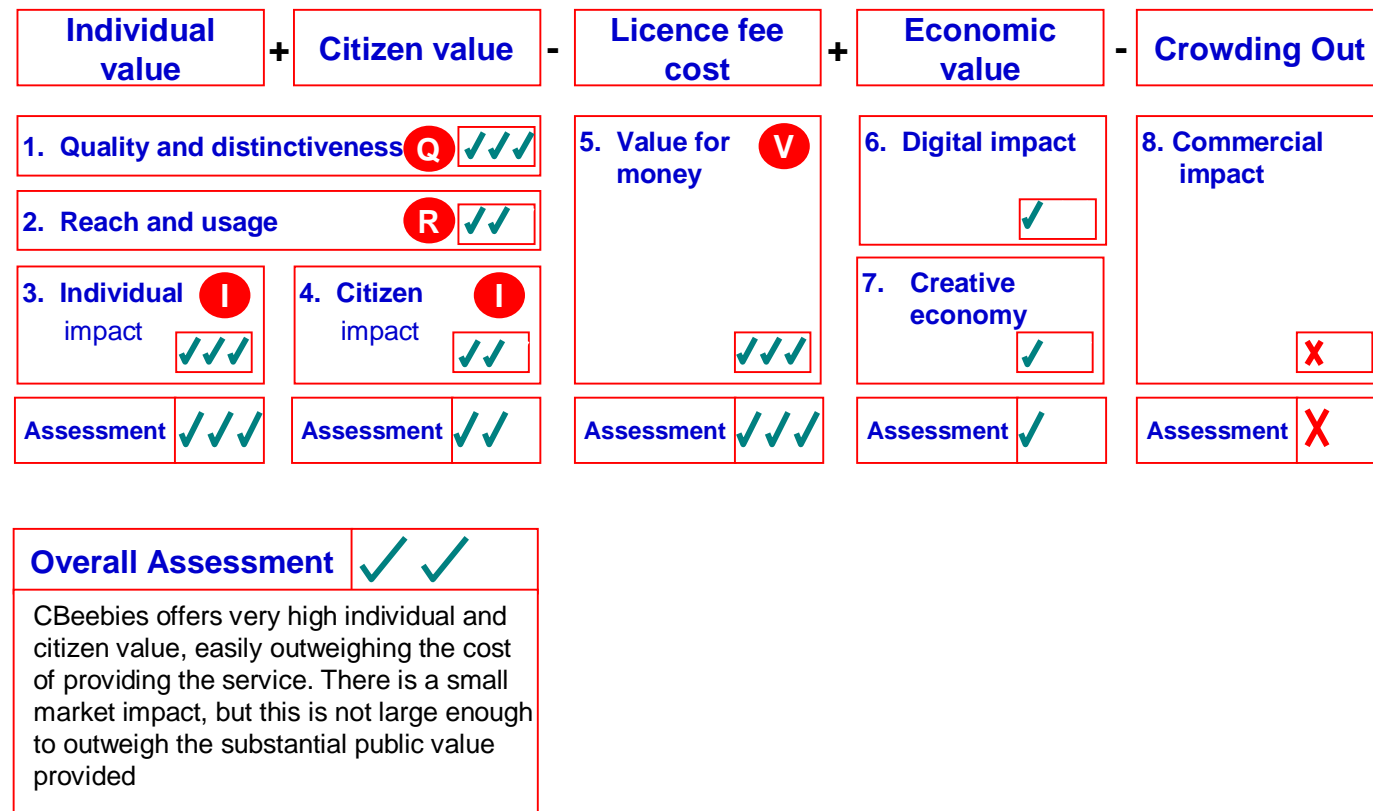 Individual
value
+
Citizen value
-
Licence fee
cost
+
Economic
value
-
Crowding Out
1. Quality and distinctiveness Q
2. Reach and usage R
3. Individual I
impact
4. Citizen I
impact
5. Value for V
money
6. Digital impact
7. Creative
economy
8. Commercial
impact
Assessment
Assessment
Assessment
Assessment
Assessment
Overall Assessment
CBeebies offers very high individual and
citizen value, easily outweighing the cost
of providing the service. There is a small
market impact, but this is not large enough
to outweigh the substantial public value
provided